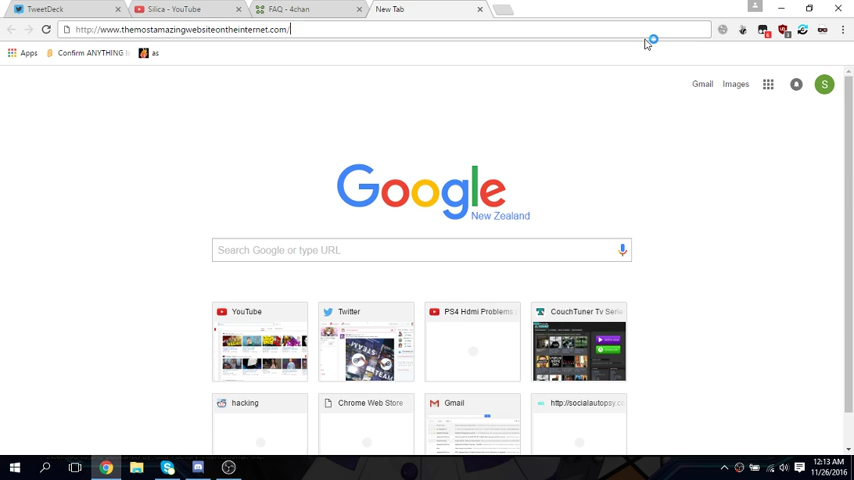 TweetDeck
Silica - YouTube
FAQ - 4chan
New Tab
http://www.themostamazingwebsiteontheinternet.com/
Apps
Confirm ANYTHING
as
Gmail
Images
S
Google
New Zealand
Search Google or type URL
YouTube
Twitter
PS4 Hdmi Problems
CouchTuner Tv Serie
hacking
Chrome Web Store
Gmail
http://socialautopsy.c
12:13 AM
11/26/2016